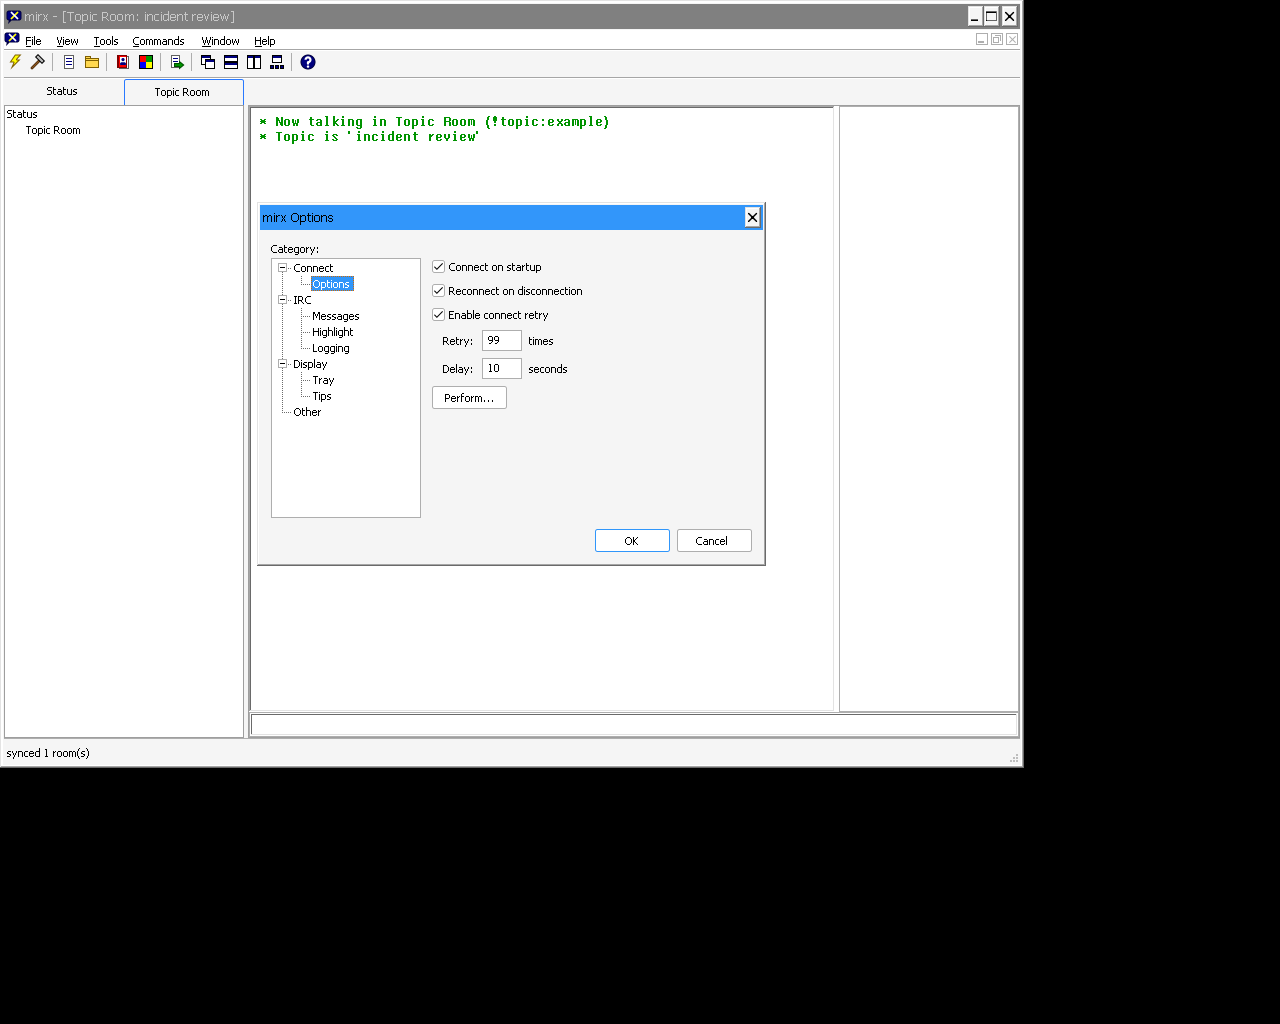 mirx - [Topic Room: incident review]
File View Tools Commands Window Help
Status Topic Room
Status
Topic Room
* Now talking in Topic Room (!topic:example)
* Topic is 'incident review'
mirx Options
Category:
Connect
Options
IRC
Messages
Highlight
Logging
Display
Tray
Tips
Other
Connect on startup
Reconnect on disconnection
Enable connect retry
Retry: 99 times
Delay: 10 seconds
Perform...
OK Cancel
synced 1 room(s)